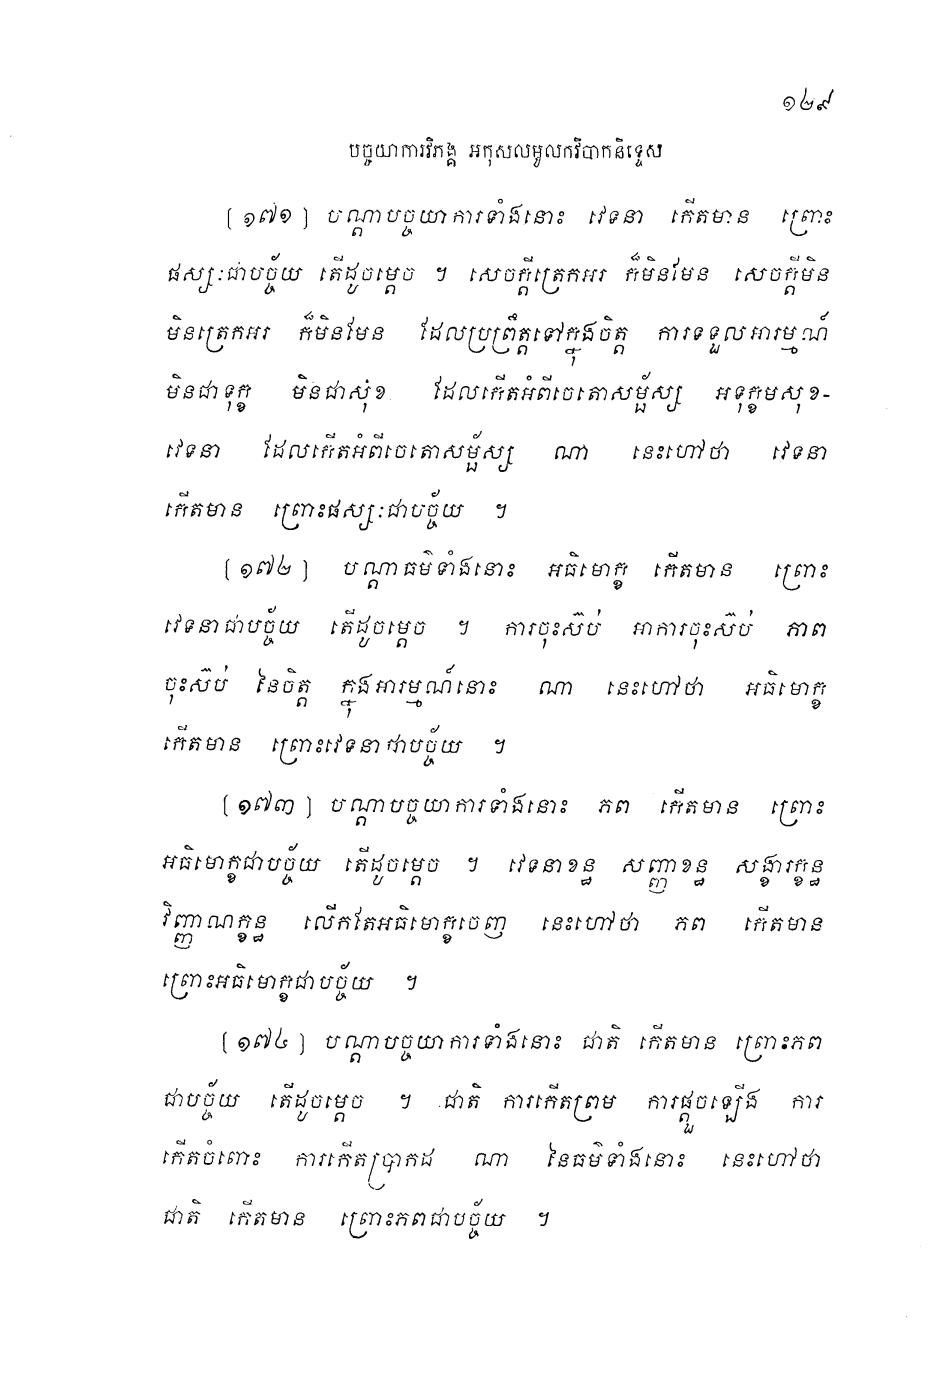 ១២៩
បច្ចយាការវិភង្គ អកុសលមូលកវិបាកនិទ្ទេស
[១៧១] បណ្តាបច្ចយាការទាំងនោះ វេទនា កើតមាន ព្រោះ
ផស្សៈជាបច្ច័យ តើដូចម្តេច ។ សេចក្តីត្រេកអរ ក៏មិនមែន សេចក្តីមិន
មិនត្រេកអរ ក៏មិនមែន ដែលប្រព្រឹត្តទៅក្នុងចិត្ត ការទទួលអារម្មណ៍
មិនជាទុក្ខ មិនជាសុខ ដែលកើតអំពីចេតោសម្ផ័ស្ស អទុក្ខមសុខ-
វេទនា ដែលកើតអំពីចេតោសម្ផ័ស្ស ណា នេះហៅថា វេទនា
កើតមាន ព្រោះផស្សៈជាបច្ច័យ ។
[១៧២] បណ្តាធម៌ទាំងនោះ អធិមោក្ខ កើតមាន ព្រោះ
វេទនាជាបច្ច័យ តើដូចម្តេច ។ ការចុះស៊ប់ អាការចុះស៊ប់ ភាព
ចុះស៊ប់ នៃចិត្ត ក្នុងអារម្មណ៍នោះ ណា នេះហៅថា អធិមោក្ខ
កើតមាន ព្រោះវេទនាជាបច្ច័យ ។
[១៧៣] បណ្តាបច្ចយាការទាំងនោះ ភព កើតមាន ព្រោះ
អធិមោក្ខជាបច្ច័យ តើដូចម្តេច ។ វេទនាខន្ធ សញ្ញាខន្ធ សង្ខារក្ខន្ធ
វិញ្ញាណក្ខន្ធ លើកតែអធិមោក្ខចេញ នេះហៅថា ភព កើតមាន
ព្រោះអធិមោក្ខជាបច្ច័យ ។
[១៧៤] បណ្តាបច្ចយាការទាំងនោះ ជាតិ កើតមាន ព្រោះភព
ជាបច្ច័យ តើដូចម្តេច ។ ជាតិ ការកើតព្រម ការផ្តួចឡើង ការ
កើតចំពោះ ការកើតប្រាកដ ណា នៃធម៌ទាំងនោះ នេះហៅថា
ជាតិ កើតមាន ព្រោះភពជាបច្ច័យ ។